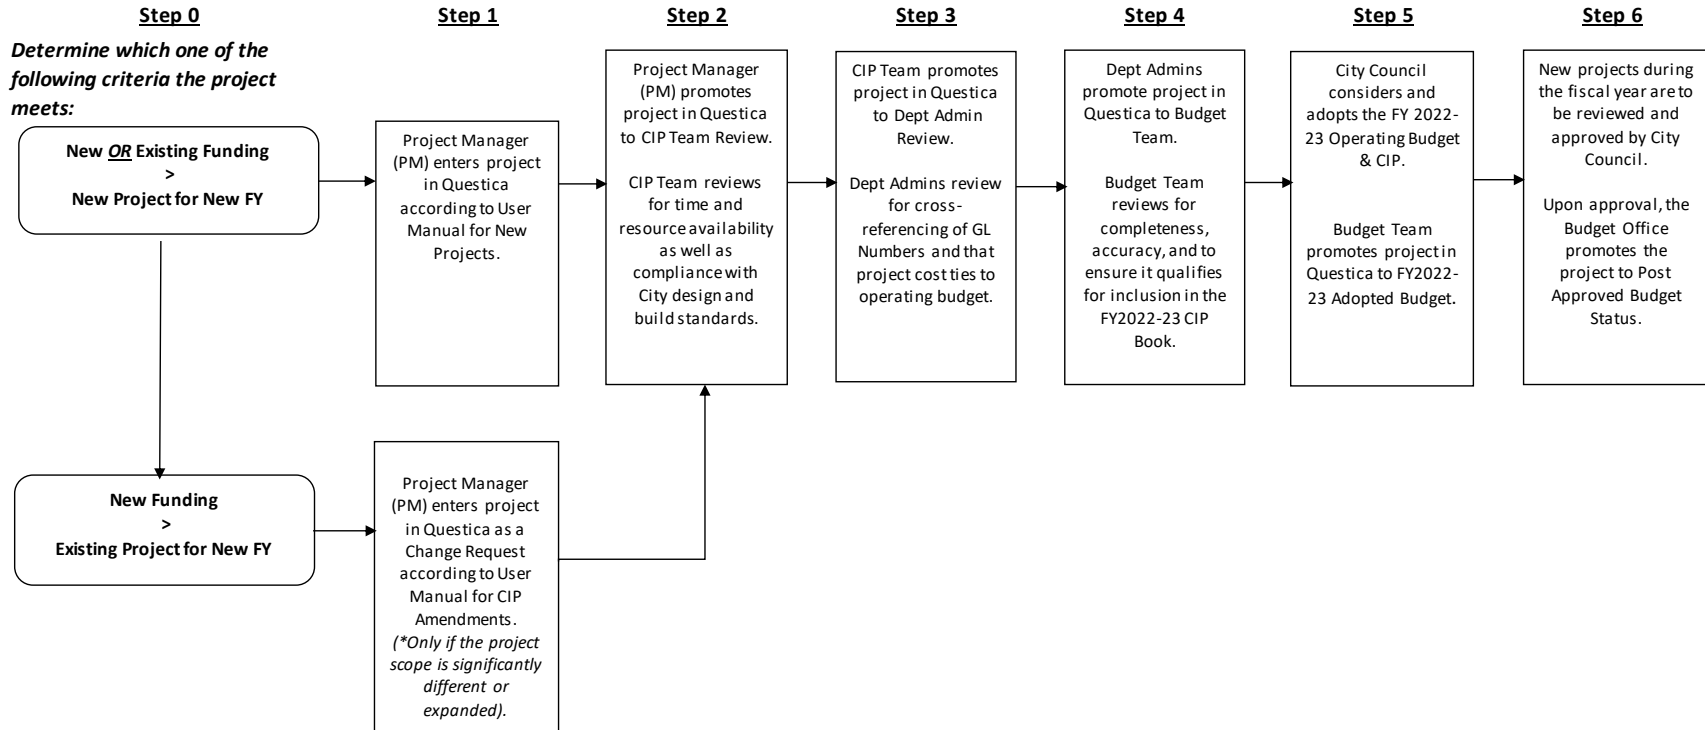 Step 0
Determine which one of the
following criteria the project
meets:
New OR Existing Funding
>
New Project for New FY
New Funding
>
Existing Project for New FY
Step 1
Project Manager
(PM) enters project
in Questica
according to User
Manual for New
Projects.
Project Manager
(PM) enters project
in Questica as a
Change Request
according to User
Manual for CIP
Amendments.
(*Only if the project
scope is significantly
different or
expanded).
Step 2
Project Manager
(PM) promotes
project in Questica
to CIP Team Review.
CIP Team reviews
for time and
resource availability
as well as
compliance with
City design and
build standards.
Step 3
CIP Team promotes
project in Questica
to Dept Admin
Review.
Dept Admins review
for cross-
referencing of GL
Numbers and that
project cost ties to
operating budget.
Step 4
Dept Admins
promote project in
Questica to Budget
Team.
Budget Team
reviews for
completeness,
accuracy, and to
ensure it qualifies
for inclusion in the
FY2022-23 CIP
Book.
Step 5
City Council
considers and
adopts the FY 2022-
23 Operating Budget
& CIP.
Budget Team
promotes project in
Questica to FY2022-
23 Adopted Budget.
Step 6
New projects during
the fiscal year are to
be reviewed and
approved by City
Council.
Upon approval, the
Budget Office
promotes the
project to Post
Approved Budget
Status.